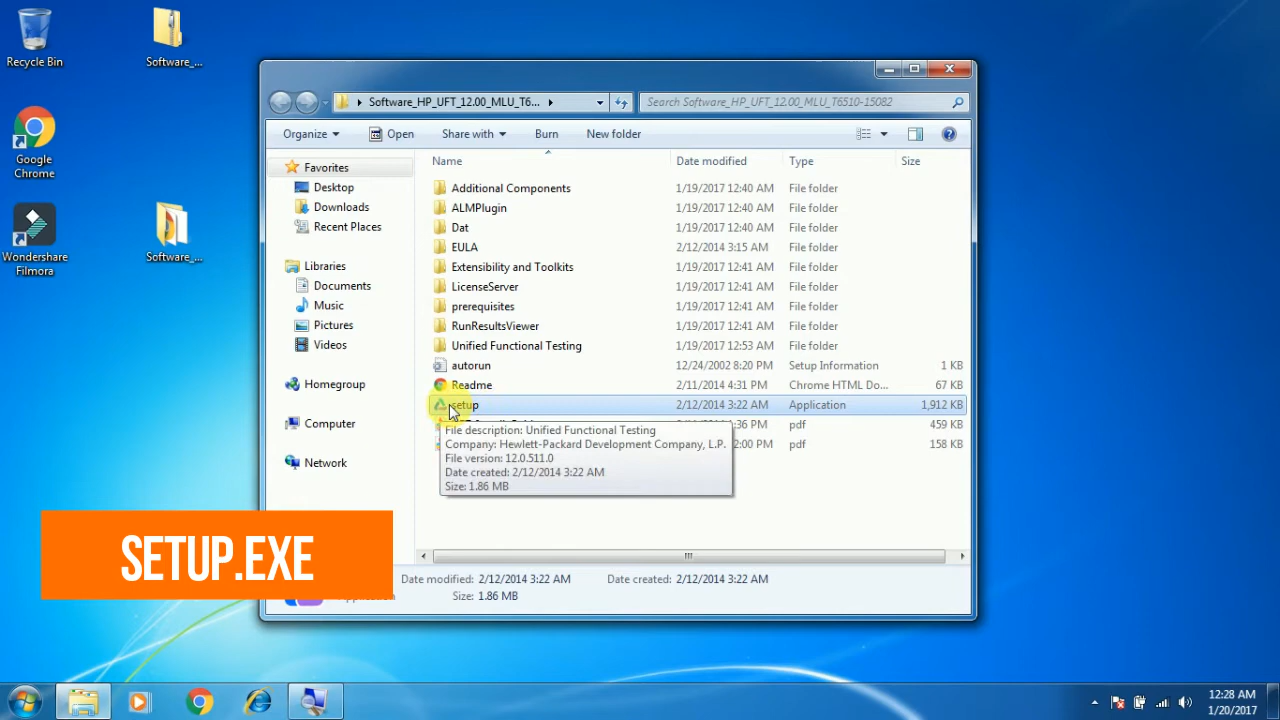 Recycle Bin
Software_...
Google
Chrome
Wondershare
Filmora
Software_...
Software_HP_UFT_12.00_MLU_T6...
Search Software_HP_UFT_12.00_MLU_T6510-15082
Organize
Open
Share with
Burn
New folder
Name
Date modified
Type
Size
Favorites
Desktop
Downloads
Recent Places
Libraries
Documents
Music
Pictures
Videos
Homegroup
Computer
Network
Additional Components 1/19/2017 12:40 AM File folder
ALMPlugin 1/19/2017 12:40 AM File folder
Dat 1/19/2017 12:40 AM File folder
EULA 2/12/2014 3:15 AM File folder
Extensibility and Toolkits 1/19/2017 12:41 AM File folder
LicenseServer 1/19/2017 12:41 AM File folder
prerequisites 1/19/2017 12:41 AM File folder
RunResultsViewer 1/19/2017 12:41 AM File folder
Unified Functional Testing 1/19/2017 12:53 AM File folder
autorun 12/24/2002 8:20 PM Setup Information 1 KB
Readme 2/11/2014 4:31 PM Chrome HTML Do... 67 KB
setup 2/12/2014 3:22 AM Application 1,912 KB
:36 PM pdf 459 KB
2:00 PM pdf 158 KB
File description: Unified Functional Testing
Company: Hewlett-Packard Development Company, L.P.
File version: 12.0.511.0
Date created: 2/12/2014 3:22 AM
Size: 1.86 MB
SETUP.EXE
Date modified: 2/12/2014 3:22 AM
Date created: 2/12/2014 3:22 AM
Application
Size: 1.86 MB
12:28 AM
1/20/2017